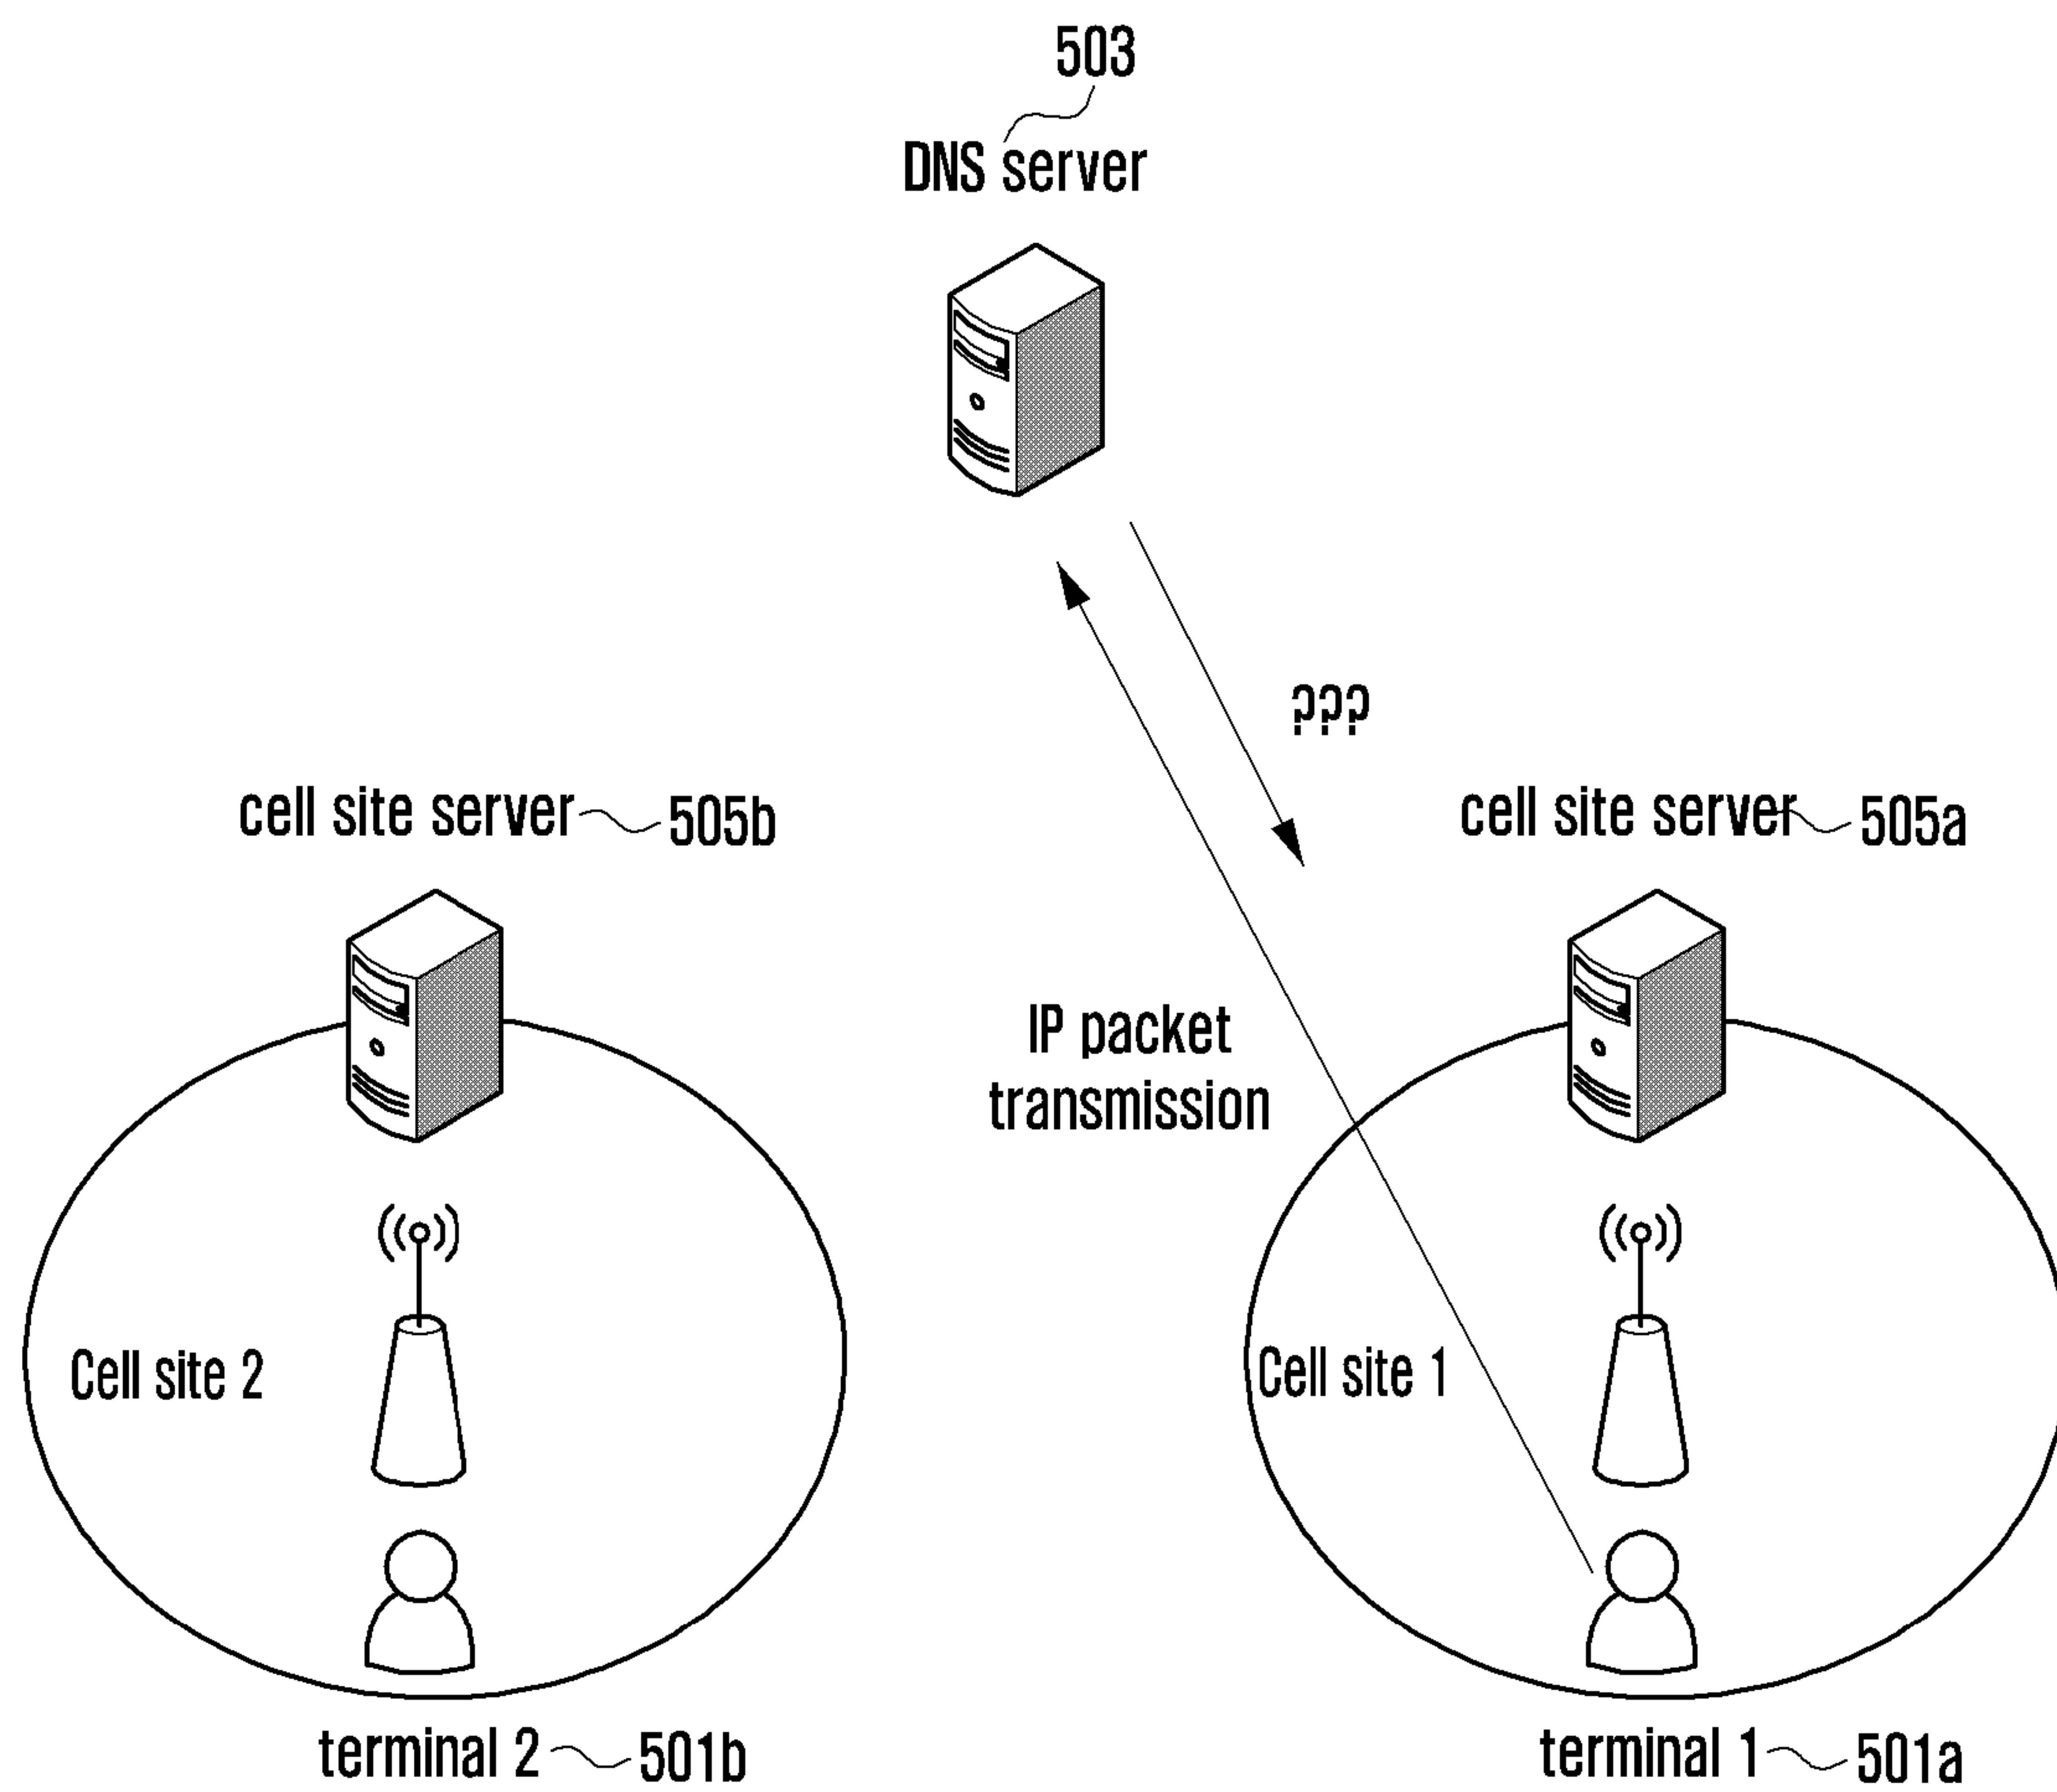 503
DNS server
???
cell site server 505b
cell site server 505a
IP packet
transmission
Cell site 2
Cell site 1
terminal 2 501b
terminal 1 501a